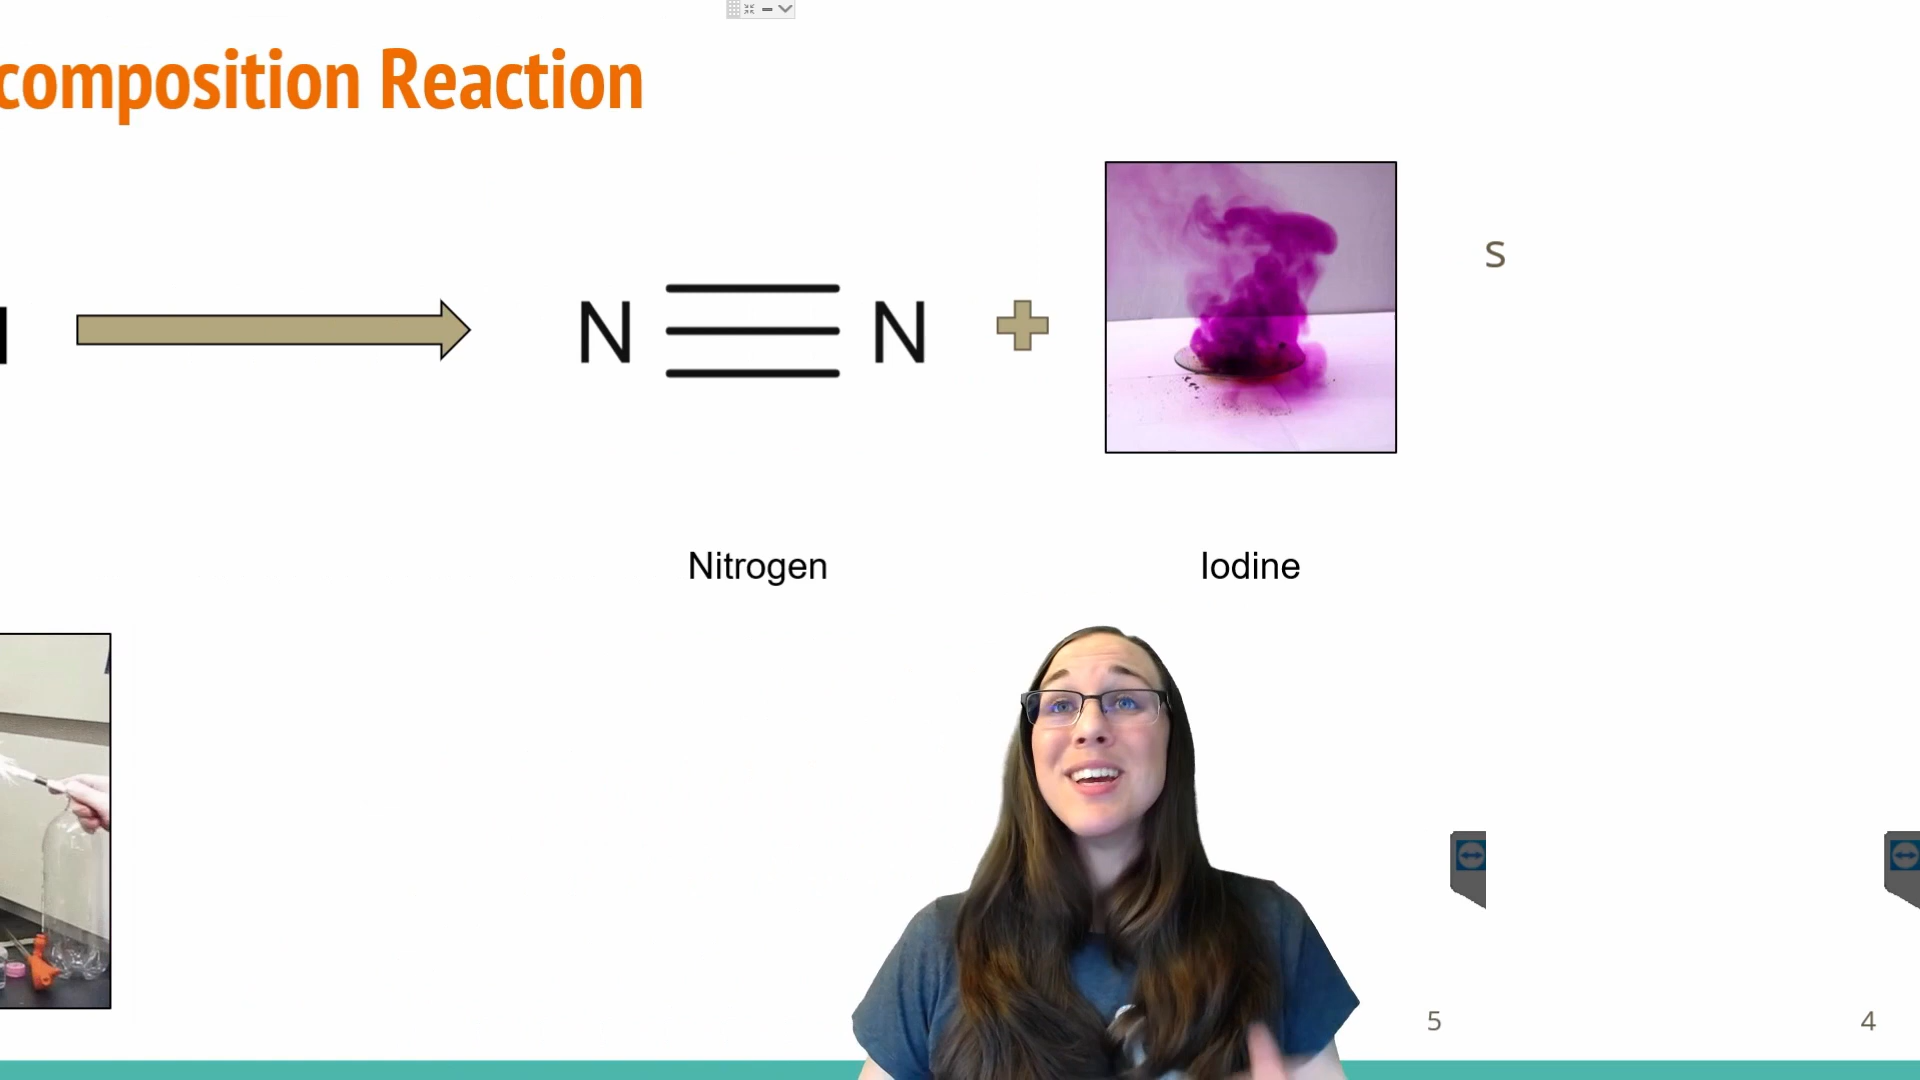 composition Reaction
N N
s
Nitrogen Iodine
5 4